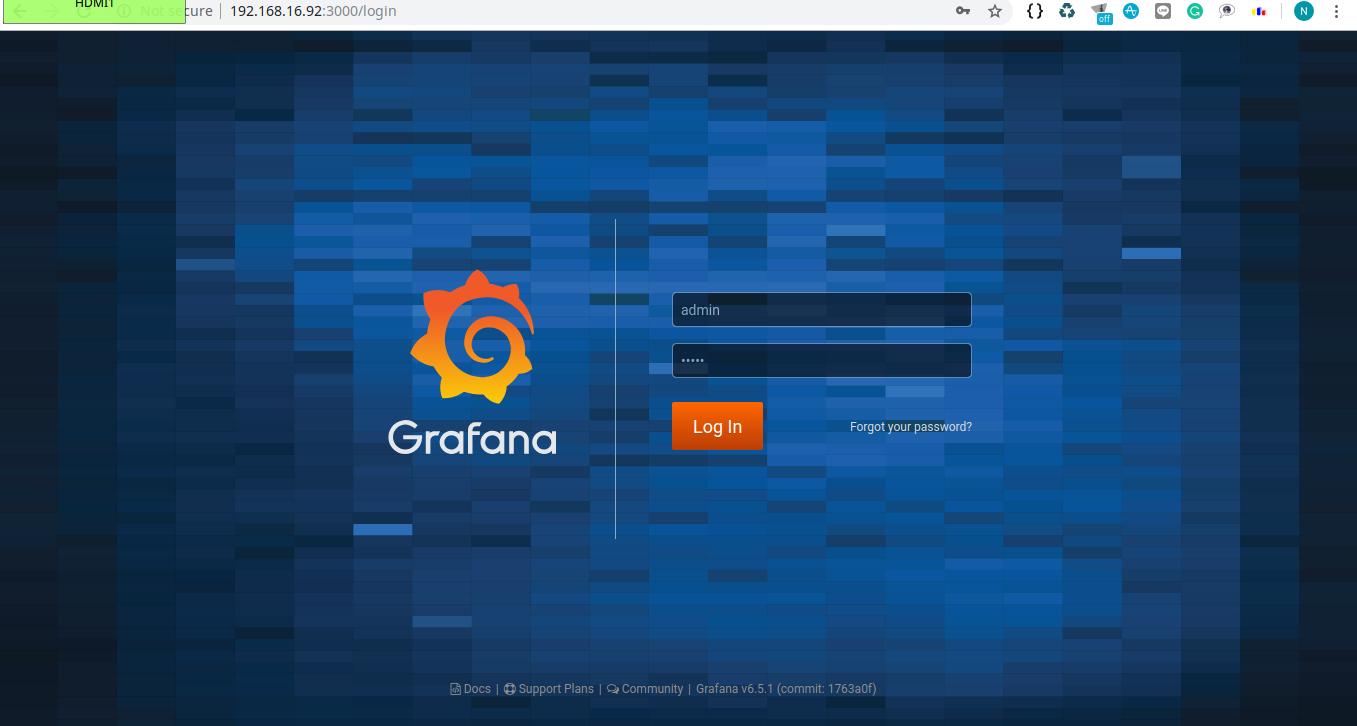 HDMI1
Not secure | 192.168.16.92:3000/login
off
N
admin
•••••
Log In
Forgot your password?
Grafana
Docs | Support Plans | Community | Grafana v6.5.1 (commit: 1763a0f)